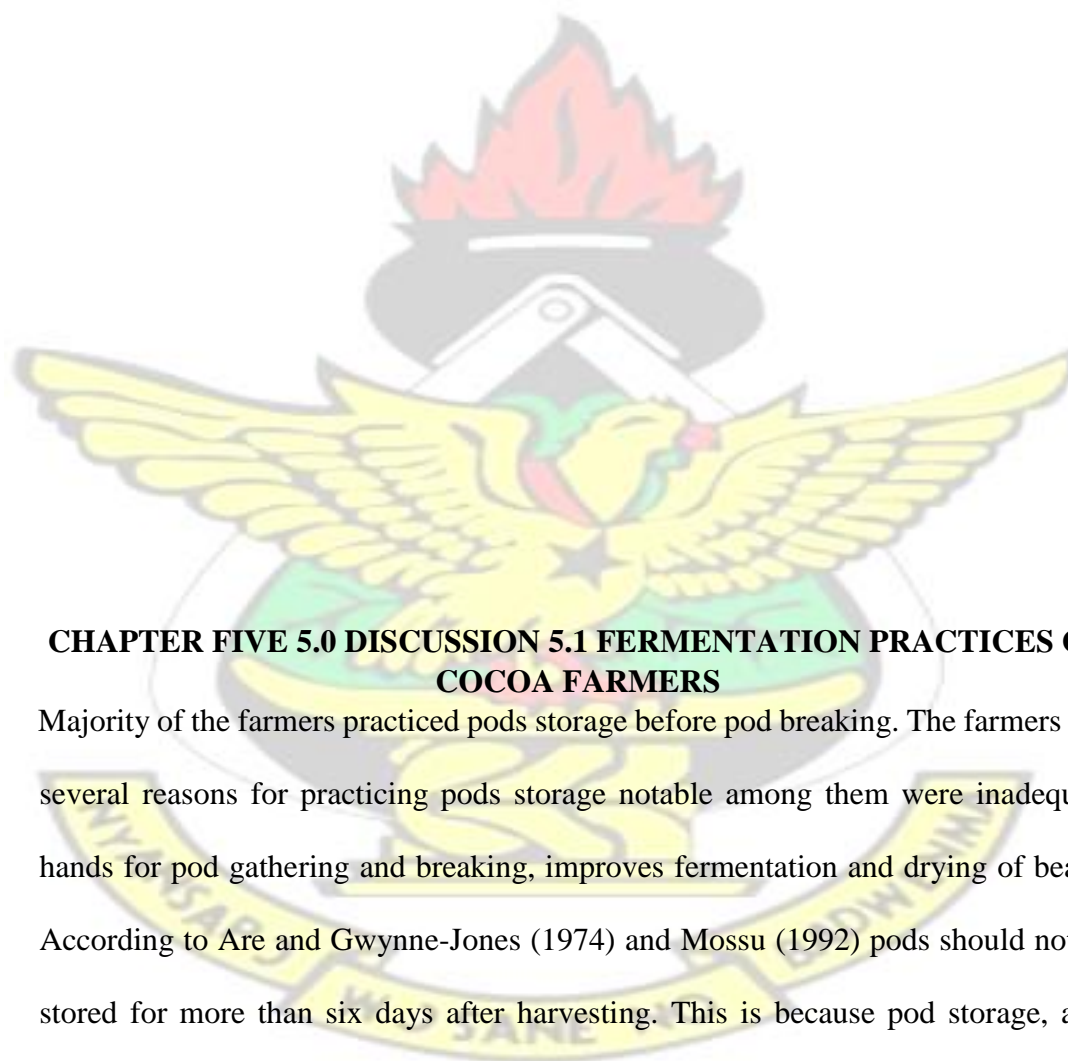 CHAPTER FIVE 5.0 DISCUSSION 5.1 FERMENTATION PRACTICES
COCOA FARMERS
Majority of the farmers practiced pods storage before pod breaking. The farmers
several reasons for practicing pods storage notable among them were inadequ
hands for pod gathering and breaking, improves fermentation and drying of bea
According to Are and Gwynne-Jones (1974) and Mossu (1992) pods should no
stored for more than six days after harvesting. This is because pod storage, a